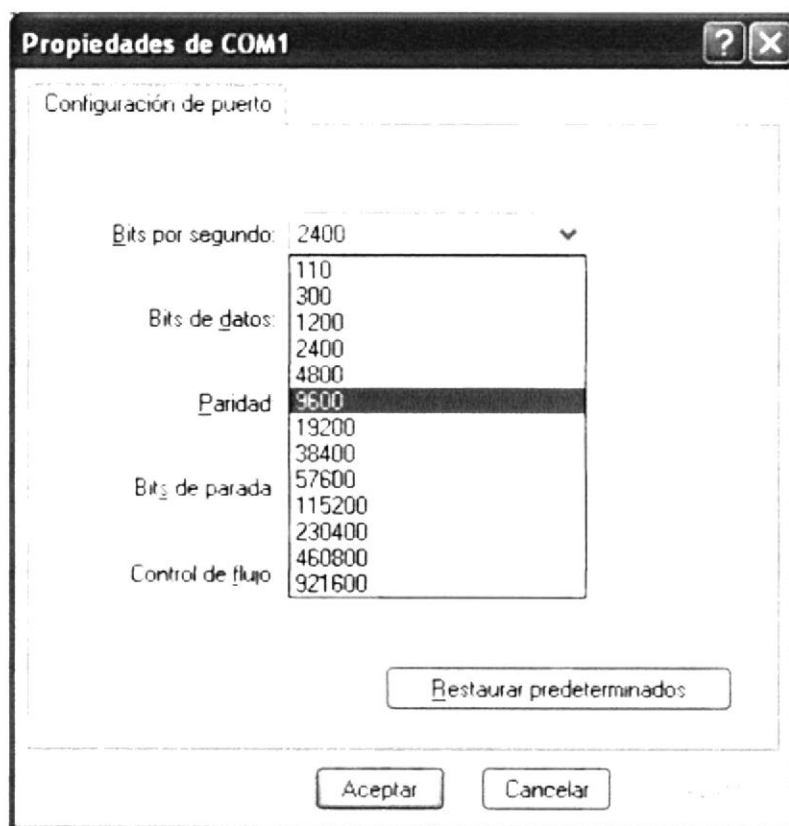 Propiedades de COM1
Configuración de puerto
Bits por segundo: 2400
110
300
Bits de datos:
1200
2400
4800
Paridad
9600
19200
38400
Bits de parada
57600
115200
230400
Control de flujo
460800
921600
Restaurar predeterminados
Aceptar
Cancelar